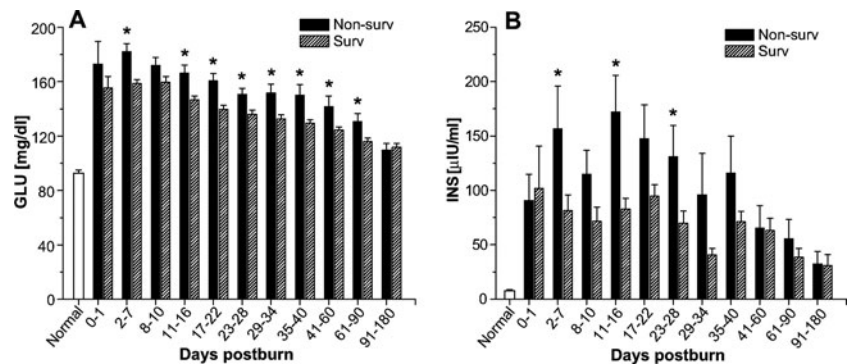 A
Non-surv
Surv
200
160
120
80
40
0
GLU [mg/dl]
* * * * * * * *
Normal
0-1
2-7
8-10
11-16
17-22
23-28
29-34
35-40
41-60
61-90
91-180
Days postburn
B
Non-surv
Surv
250
200
150
100
50
0
INS[µIU/ml]
* * *
Normal
0-1
2-7
8-10
11-16
17-22
23-28
29-34
35-40
41-60
61-90
91-180
Days postburn